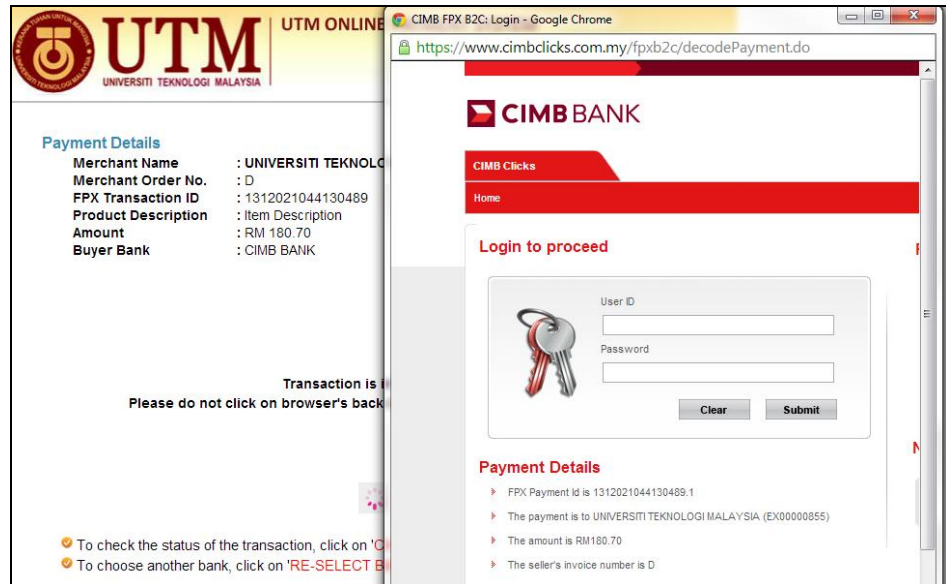 UTM
UNIVERSITI TEKNOLOGI MALAYSIA
UTM ONLINE
Payment Details
Merchant Name : UNIVERSITI
Merchant Order No. : D
FPX Transaction ID : 1312021044130489
Product Description : Item Description
Amount : RM 180.70
Buyer Bank : CIMB BANK
Transaction is
Please do not click on browser's back
To check the status of the transaction, click on '
To choose another bank, click on 'RE-SELECT
CIMB FPX B2C: Login - Google Chrome
https://www.cimbclicks.com.my/fpxb2c/decodePayment.do
CIMB BANK
CIMB Clicks
Home
Login to proceed
User ID
Password
Clear Submit
Payment Details
FPX Payment Id is 1312021044130489.1
The payment is to UNIVERSITI TEKNOLOGI MALAYSIA (EX00000855)
The amount is RM180.70
The seller's invoice number is D